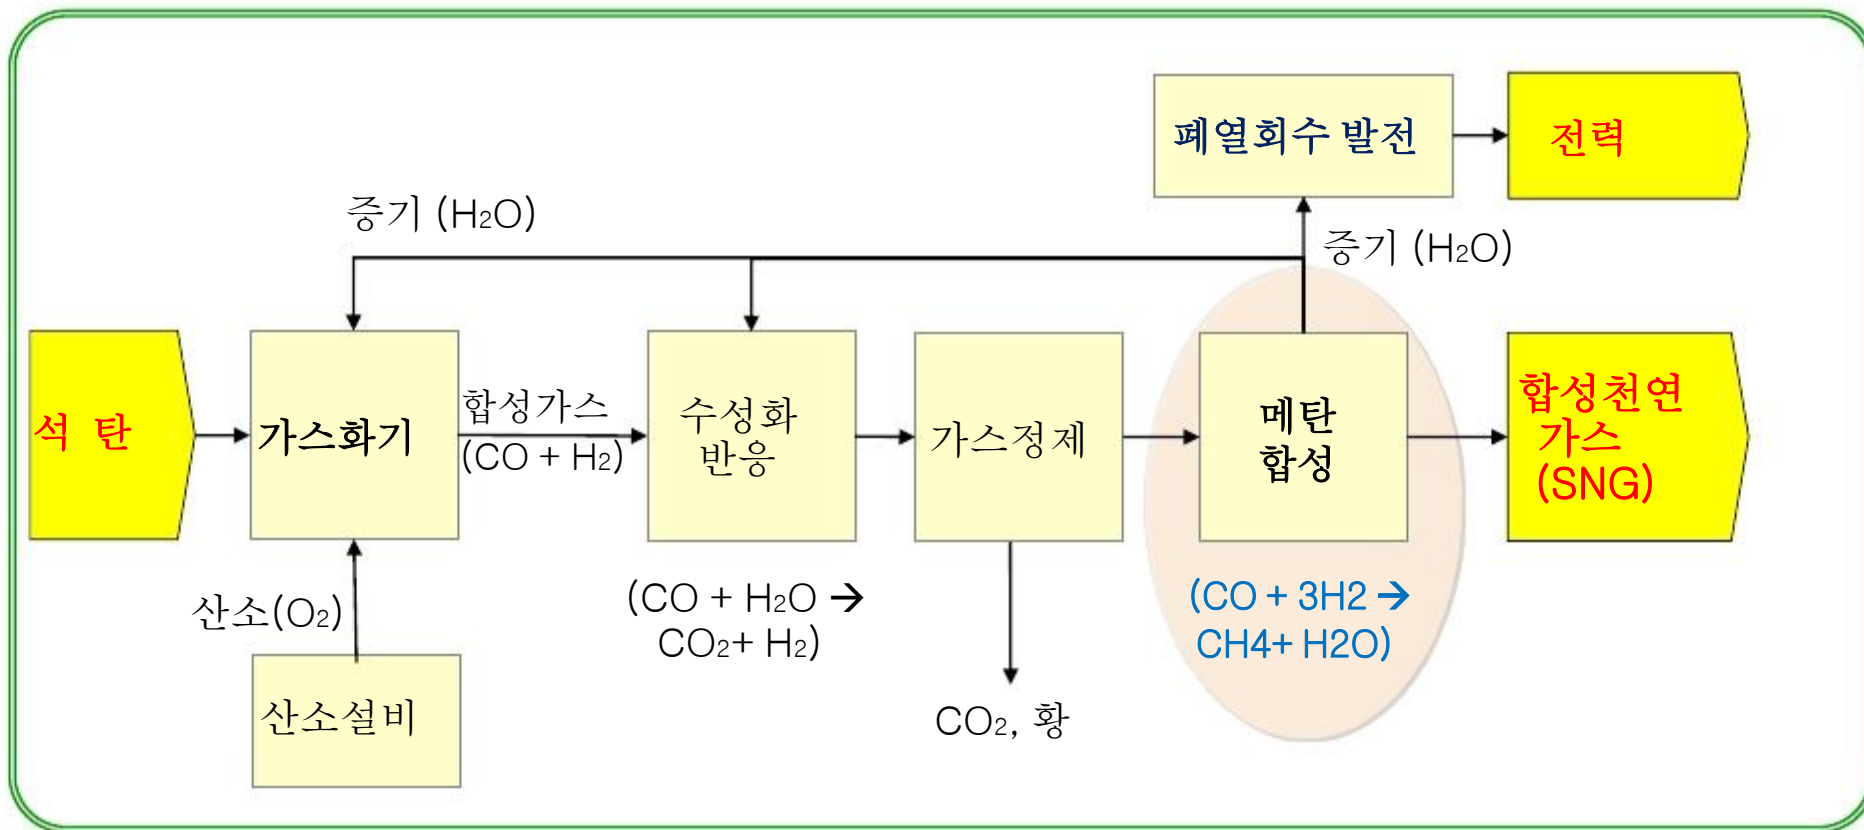 폐열회수 발전
전력
증기 (H₂O)
증기 (H₂O)
석 탄
가스화기
합성가스
(CO + H₂)
수성화
반응
가스정제
메탄
합성
합성천연
가스
(SNG)
산소(O₂)
(CO + H₂O →
CO₂+ H₂)
(CO + 3H2 →
CH4+ H2O)
산소설비
CO₂, 황